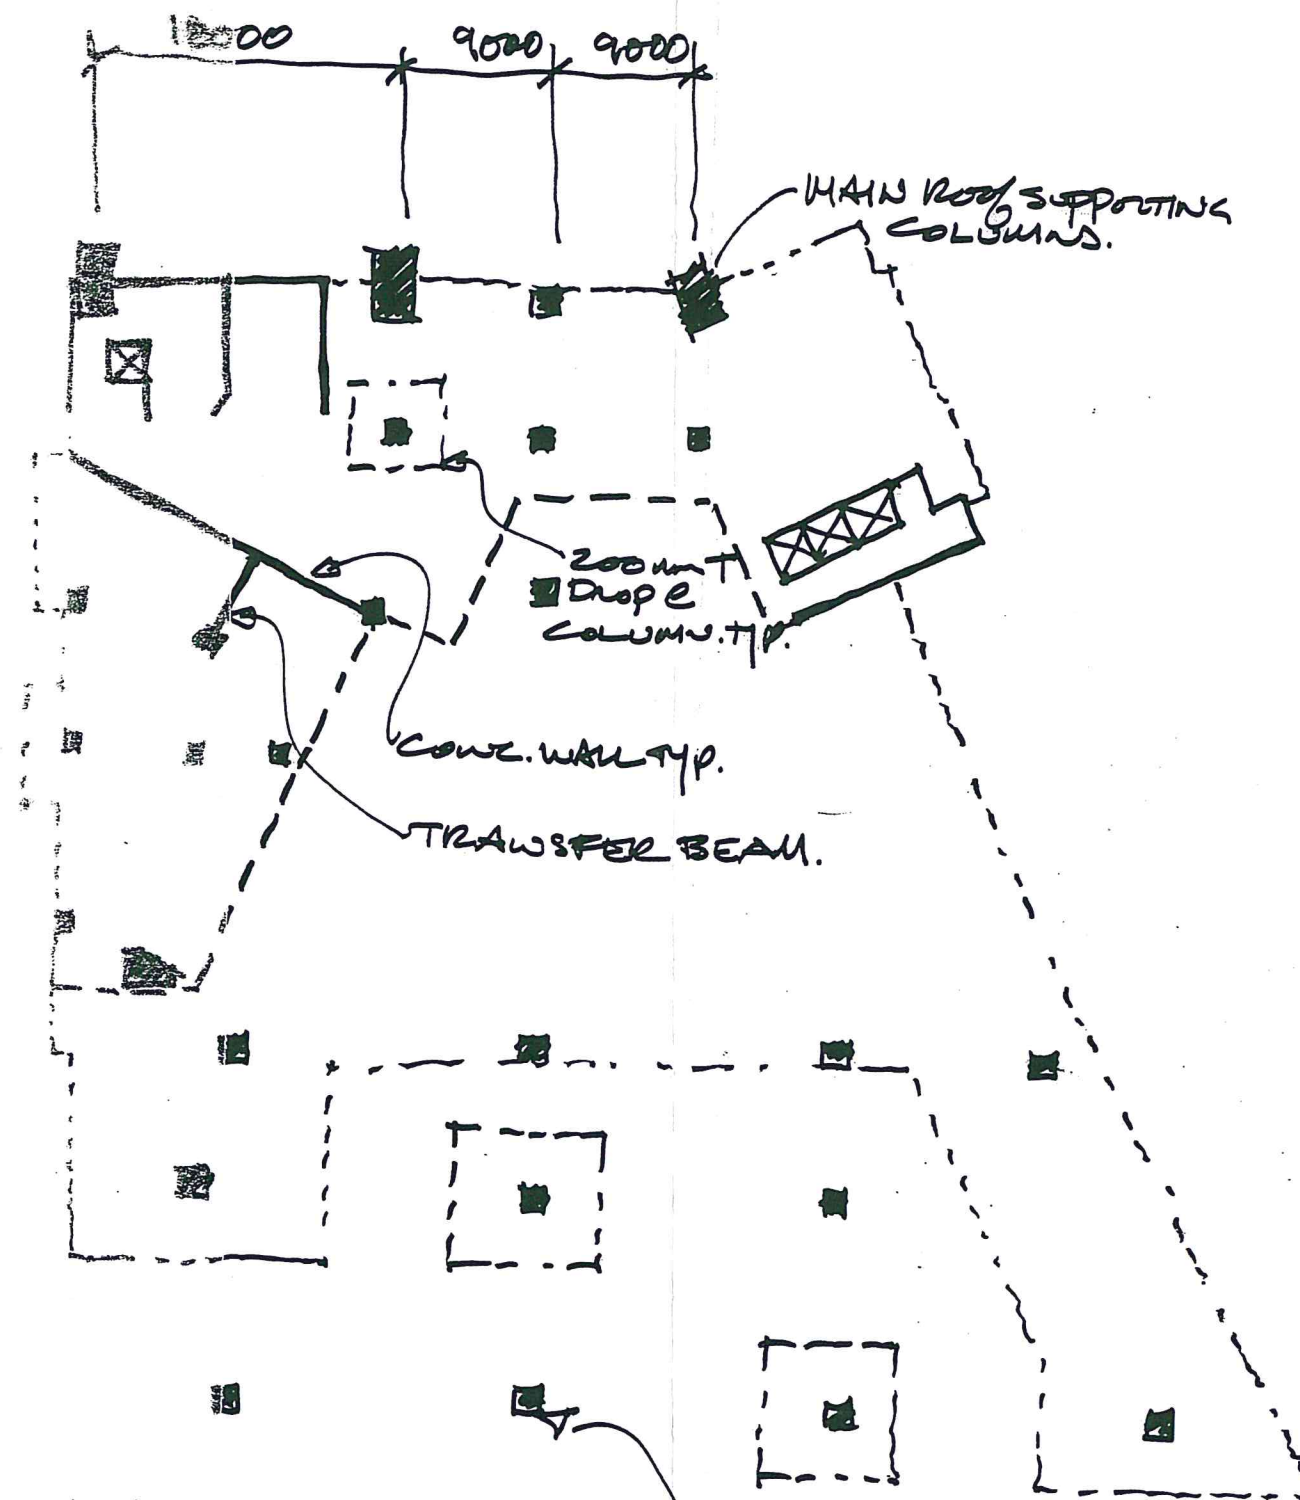 9000 9000
MAIN ROOF SUPPORTING
COLUMNS.
200mm T
Drop @
COLUMN. Typ.
CONC. WALL TYP.
TRANSFER BEAM.